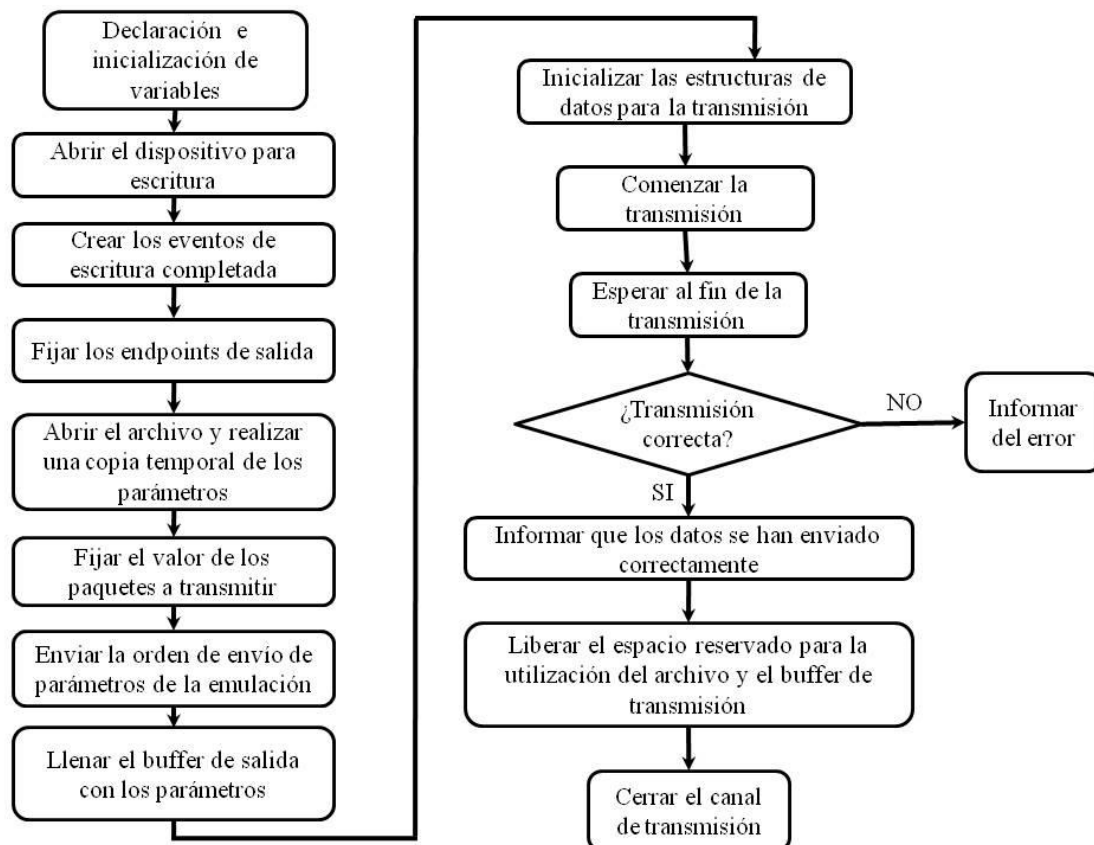 Declaración e
inicialización de
variables
Abrir el dispositivo para
escritura
Crear los eventos de
escritura completada
Fijar los endpoints de salida
Abrir el archivo y realizar
una copia temporal de los
parámetros
Fijar el valor de los
paquetes a transmitir
Enviar la orden de envío de
parámetros de la emulación
Llenar el buffer de salida
con los parámetros
Inicializar las estructuras de
datos para la transmisión
Comenzar la
transmisión
Esperar al fin de la
transmisión
¿Transmisión
correcta?
NO
Informar
del error
SI
Informar que los datos se han enviado
correctamente
Liberar el espacio reservado para la
utilización del archivo y el buffer de
transmisión
Cerrar el canal
de transmisión